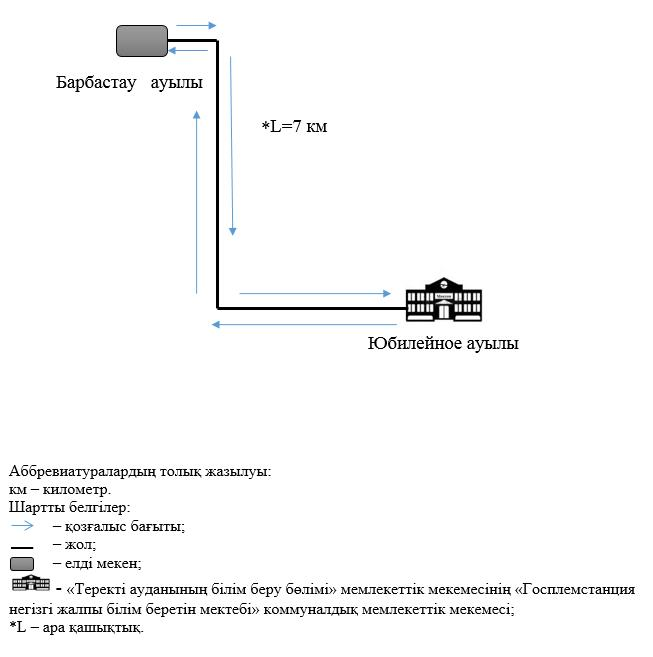 Барбастау ауылы
*L=7 км
Юбилейное ауылы
Аббревиатуралардың толық жазылуы:
км – километр.
Шартты белгілер:
– қозғалыс бағыты;
– жол;
– елді мекен;
- «Теректі ауданының білім беру бөлімі» мемлекеттік мекемесінің «Госплемстанция
негізгі жалпы білім беретін мектебі» коммуналдық мемлекеттік мекемесі;
*L – ара қашықтық.